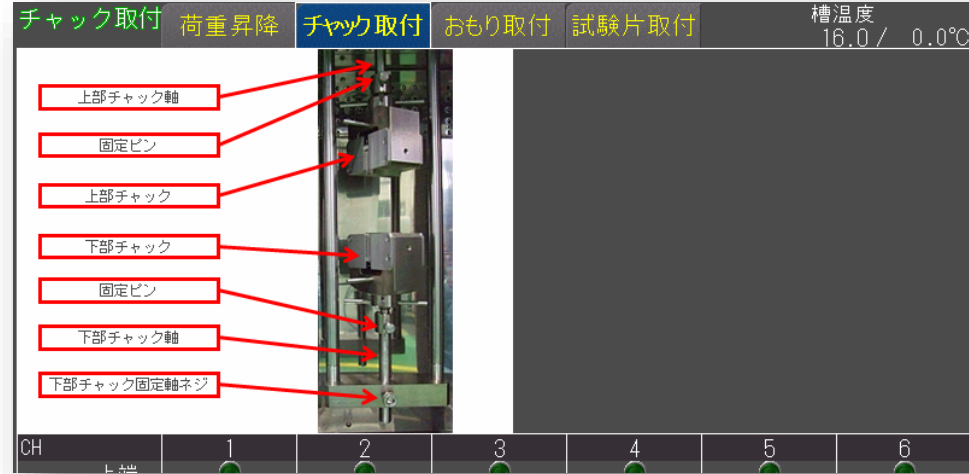 チャック取付 荷重昇降 チャック取付 おもり取付 試験片取付 槽温度
16.0 / 0.0℃
上部チャック軸
固定ピン
上部チャック
下部チャック
固定ピン
下部チャック軸
下部チャック固定軸ネジ
CH 1 2 3 4 5 6
上端